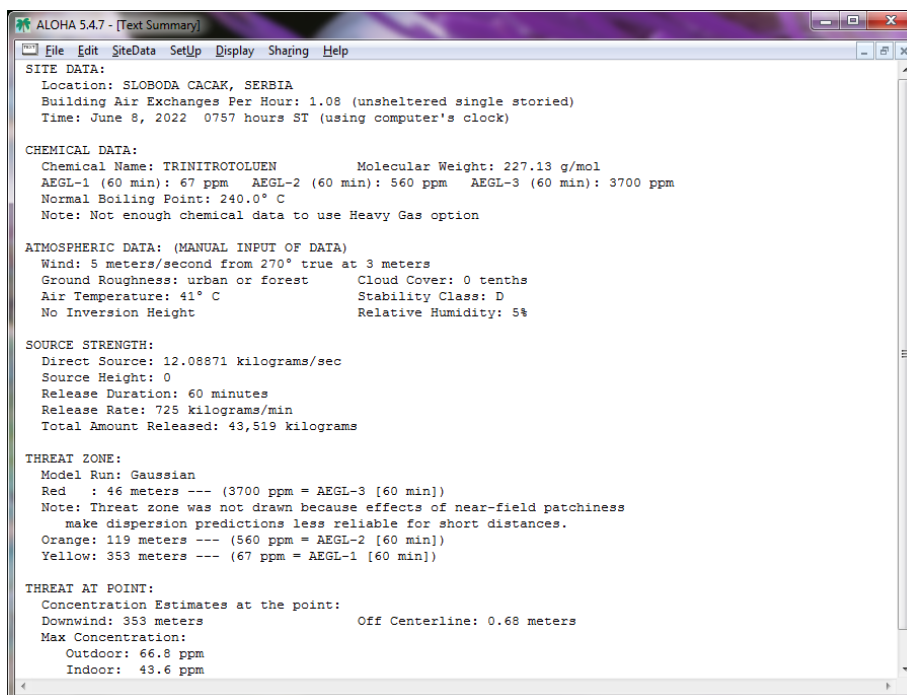 ALOHA 5.4.7 - [Text Summary]
File Edit SiteData SetUp Display Sharing Help
SITE DATA:
Location: SLOBODA CACAK, SERBIA
Building Air Exchanges Per Hour: 1.08 (unsheltered single storied)
Time: June 8, 2022 0757 hours ST (using computer's clock)
CHEMICAL DATA:
Chemical Name: TRINITROTOLUEN Molecular Weight: 227.13 g/mol
AEGL-1 (60 min): 67 ppm AEGL-2 (60 min): 560 ppm AEGL-3 (60 min): 3700 ppm
Normal Boiling Point: 240.0° C
Note: Not enough chemical data to use Heavy Gas option
ATMOSPHERIC DATA: (MANUAL INPUT OF DATA)
Wind: 5 meters/second from 270° true at 3 meters
Ground Roughness: urban or forest Cloud Cover: 0 tenths
Air Temperature: 41° C Stability Class: D
No Inversion Height Relative Humidity: 5%
SOURCE STRENGTH:
Direct Source: 12.08871 kilograms/sec
Source Height: 0
Release Duration: 60 minutes
Release Rate: 725 kilograms/min
Total Amount Released: 43,519 kilograms
THREAT ZONE:
Model Run: Gaussian
Red : 46 meters --- (3700 ppm = AEGL-3 [60 min])
Note: Threat zone was not drawn because effects of near-field patchiness
make dispersion predictions less reliable for short distances.
Orange: 119 meters --- (560 ppm = AEGL-2 [60 min])
Yellow: 353 meters --- (67 ppm = AEGL-1 [60 min])
THREAT AT POINT:
Concentration Estimates at the point:
Downwind: 353 meters Off Centerline: 0.68 meters
Max Concentration:
Outdoor: 66.8 ppm
Indoor: 43.6 ppm